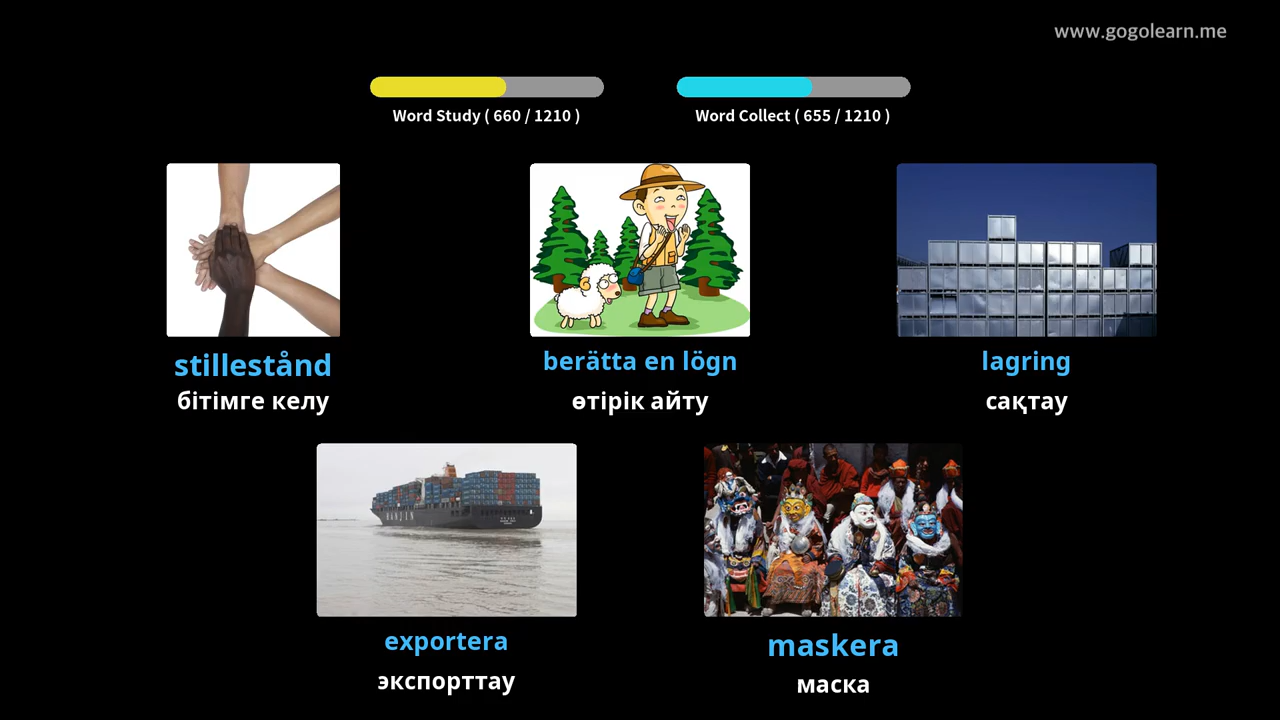 www.gogolearn.me
Word Study ( 660 / 1210 )
Word Collect ( 655 / 1210 )
stillestånd
бітімге келу
berätta en lögn
өтірік айту
lagring
сақтау
HANJIN
exportera
экспорттау
maskera
маска